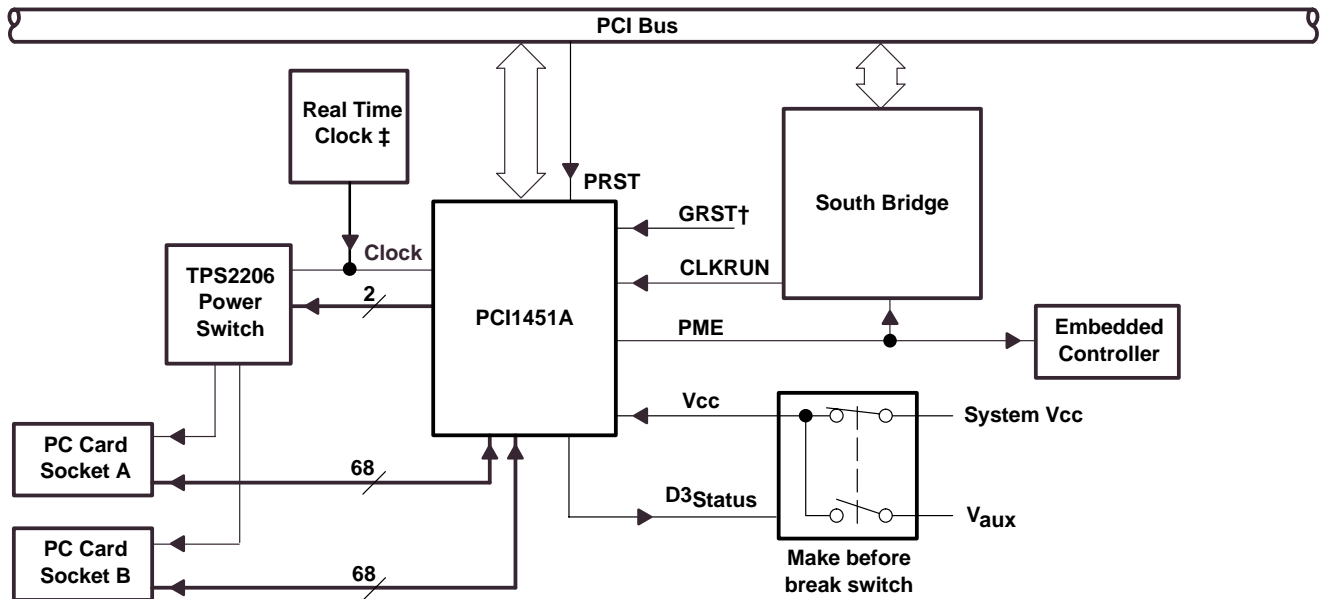 PCI Bus
Real Time
Clock ‡
PRST
GRST†
South Bridge
Clock
CLKRUN
TPS2206
Power
Switch
2
PCI1451A
PME
Embedded
Controller
Vcc
System Vcc
PC Card
Socket A
68
D3Status
Vaux
PC Card
Socket B
68
Make before
break switch